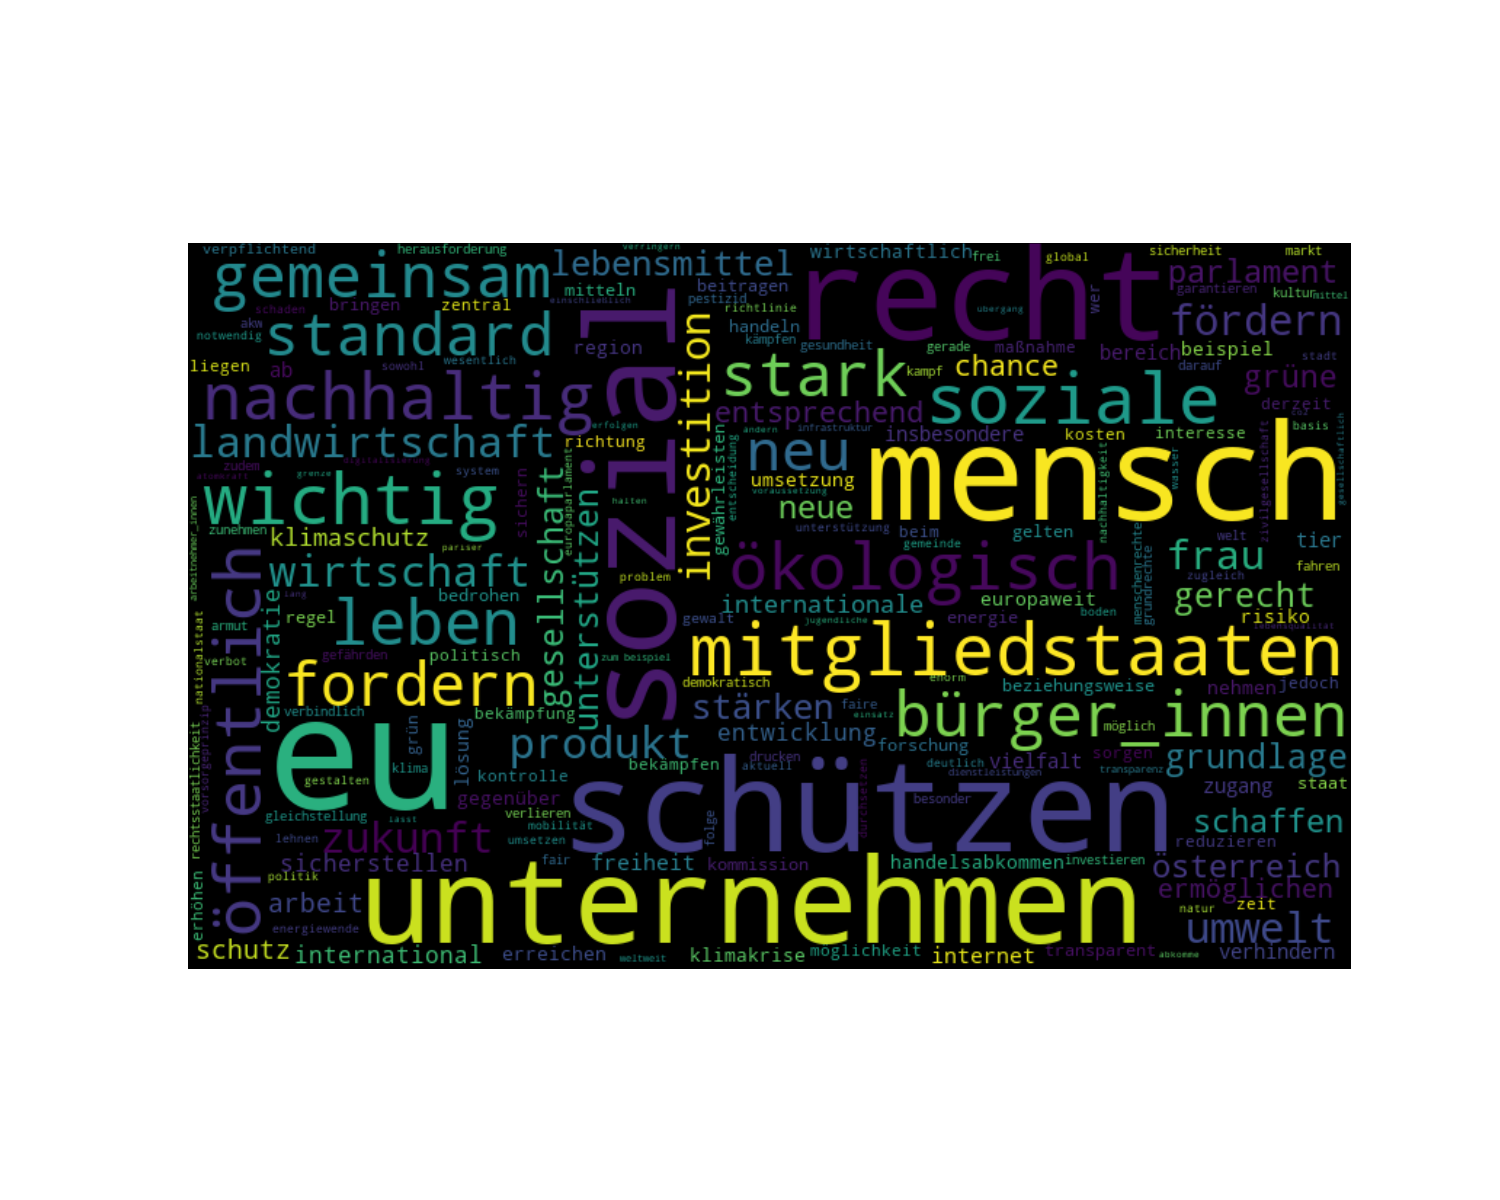 verpflichtend
herausforderung
verringern
gemeinsam
lebensmittel
wirtschaftlich
frei
recht
global
sicherheit
markt
parlament
schaden
bringen
zentral
mitteln
einschließlich
beitragen
pestizid
richtlinie
übergang
wer
garantieren
kultur
mittel
akw
notwendig
standard
sozial
region
investition
handeln
kämpfen
gesundheit
gerade
maßnahme
fördern
bereich
beispiel
stadt
liegen
ab
sowohl
wesentlich
stark
kampf
chance
darauf
grüne
nachhaltig
entsprechend
soziale
derzeit
co2
erfolgen
ändern
infrastruktur
landwirtschaft
richtung
gewährleisten
entscheidung
neu
insbesondere
kosten
interesse
basis
zudem
digitalisierung
atomkraft
grenze
system
sichern
umsetzung
voraussetzung
mensch
nachhaltigkeit
wasser
zivilgesellschaft
gesellschaftlich
wichtig
gesellschaft
europaparlament
unterstützen
halten
neue
arbeitnehmer_innen
zunehmen
klimaschutz
pariser
unterstützung
beim
gemeinde
gelten
menschenrechte
grundrechte
welt
tier
öffentlich
wirtschaft
problem
ökologisch
frau
zugleich
fahren
lang
bedrohen
internationale
europaweit
gerecht
boden
demokratie
regel
leben
gewalt
jugendliche
energie
risiko
lebensqualität
nationalstaat
armut
verbot
gefährden
politisch
zum beispiel
mitgliedstaaten
fordern
demokratisch
enorm
beziehungsweise
nehmen
jedoch
rechtsstaatlichkeit
vorsorgeprinzip
verbindlich
bekämpfung
stärken
faire
einsatz
bürger_innen
möglich
eu
grün
lösung
produkt
entwicklung
forschung
klima
gestalten
kontrolle
bekämpfen
drucken
aktuell
deutlich
dienstleistungen
vielfalt
sorgen
transparenz
grundlage
gegenüber
schützen
durchsetzen
besonder
zugang
staat
gleichstellung
lässt
verlieren
mobilität
umsetzen
folge
schaffen
lehnen
zukunft
reduzieren
sicherstellen
fair
freiheit
kommission
handelsabkommen
investieren
österreich
erhöhen
politik
unternehmen
ermöglichen
arbeit
natur
zeit
energiewende
umwelt
schutz
international
erreichen
weltweit
klimakrise
möglichkeit
internet
transparent
abkomme
verhindern